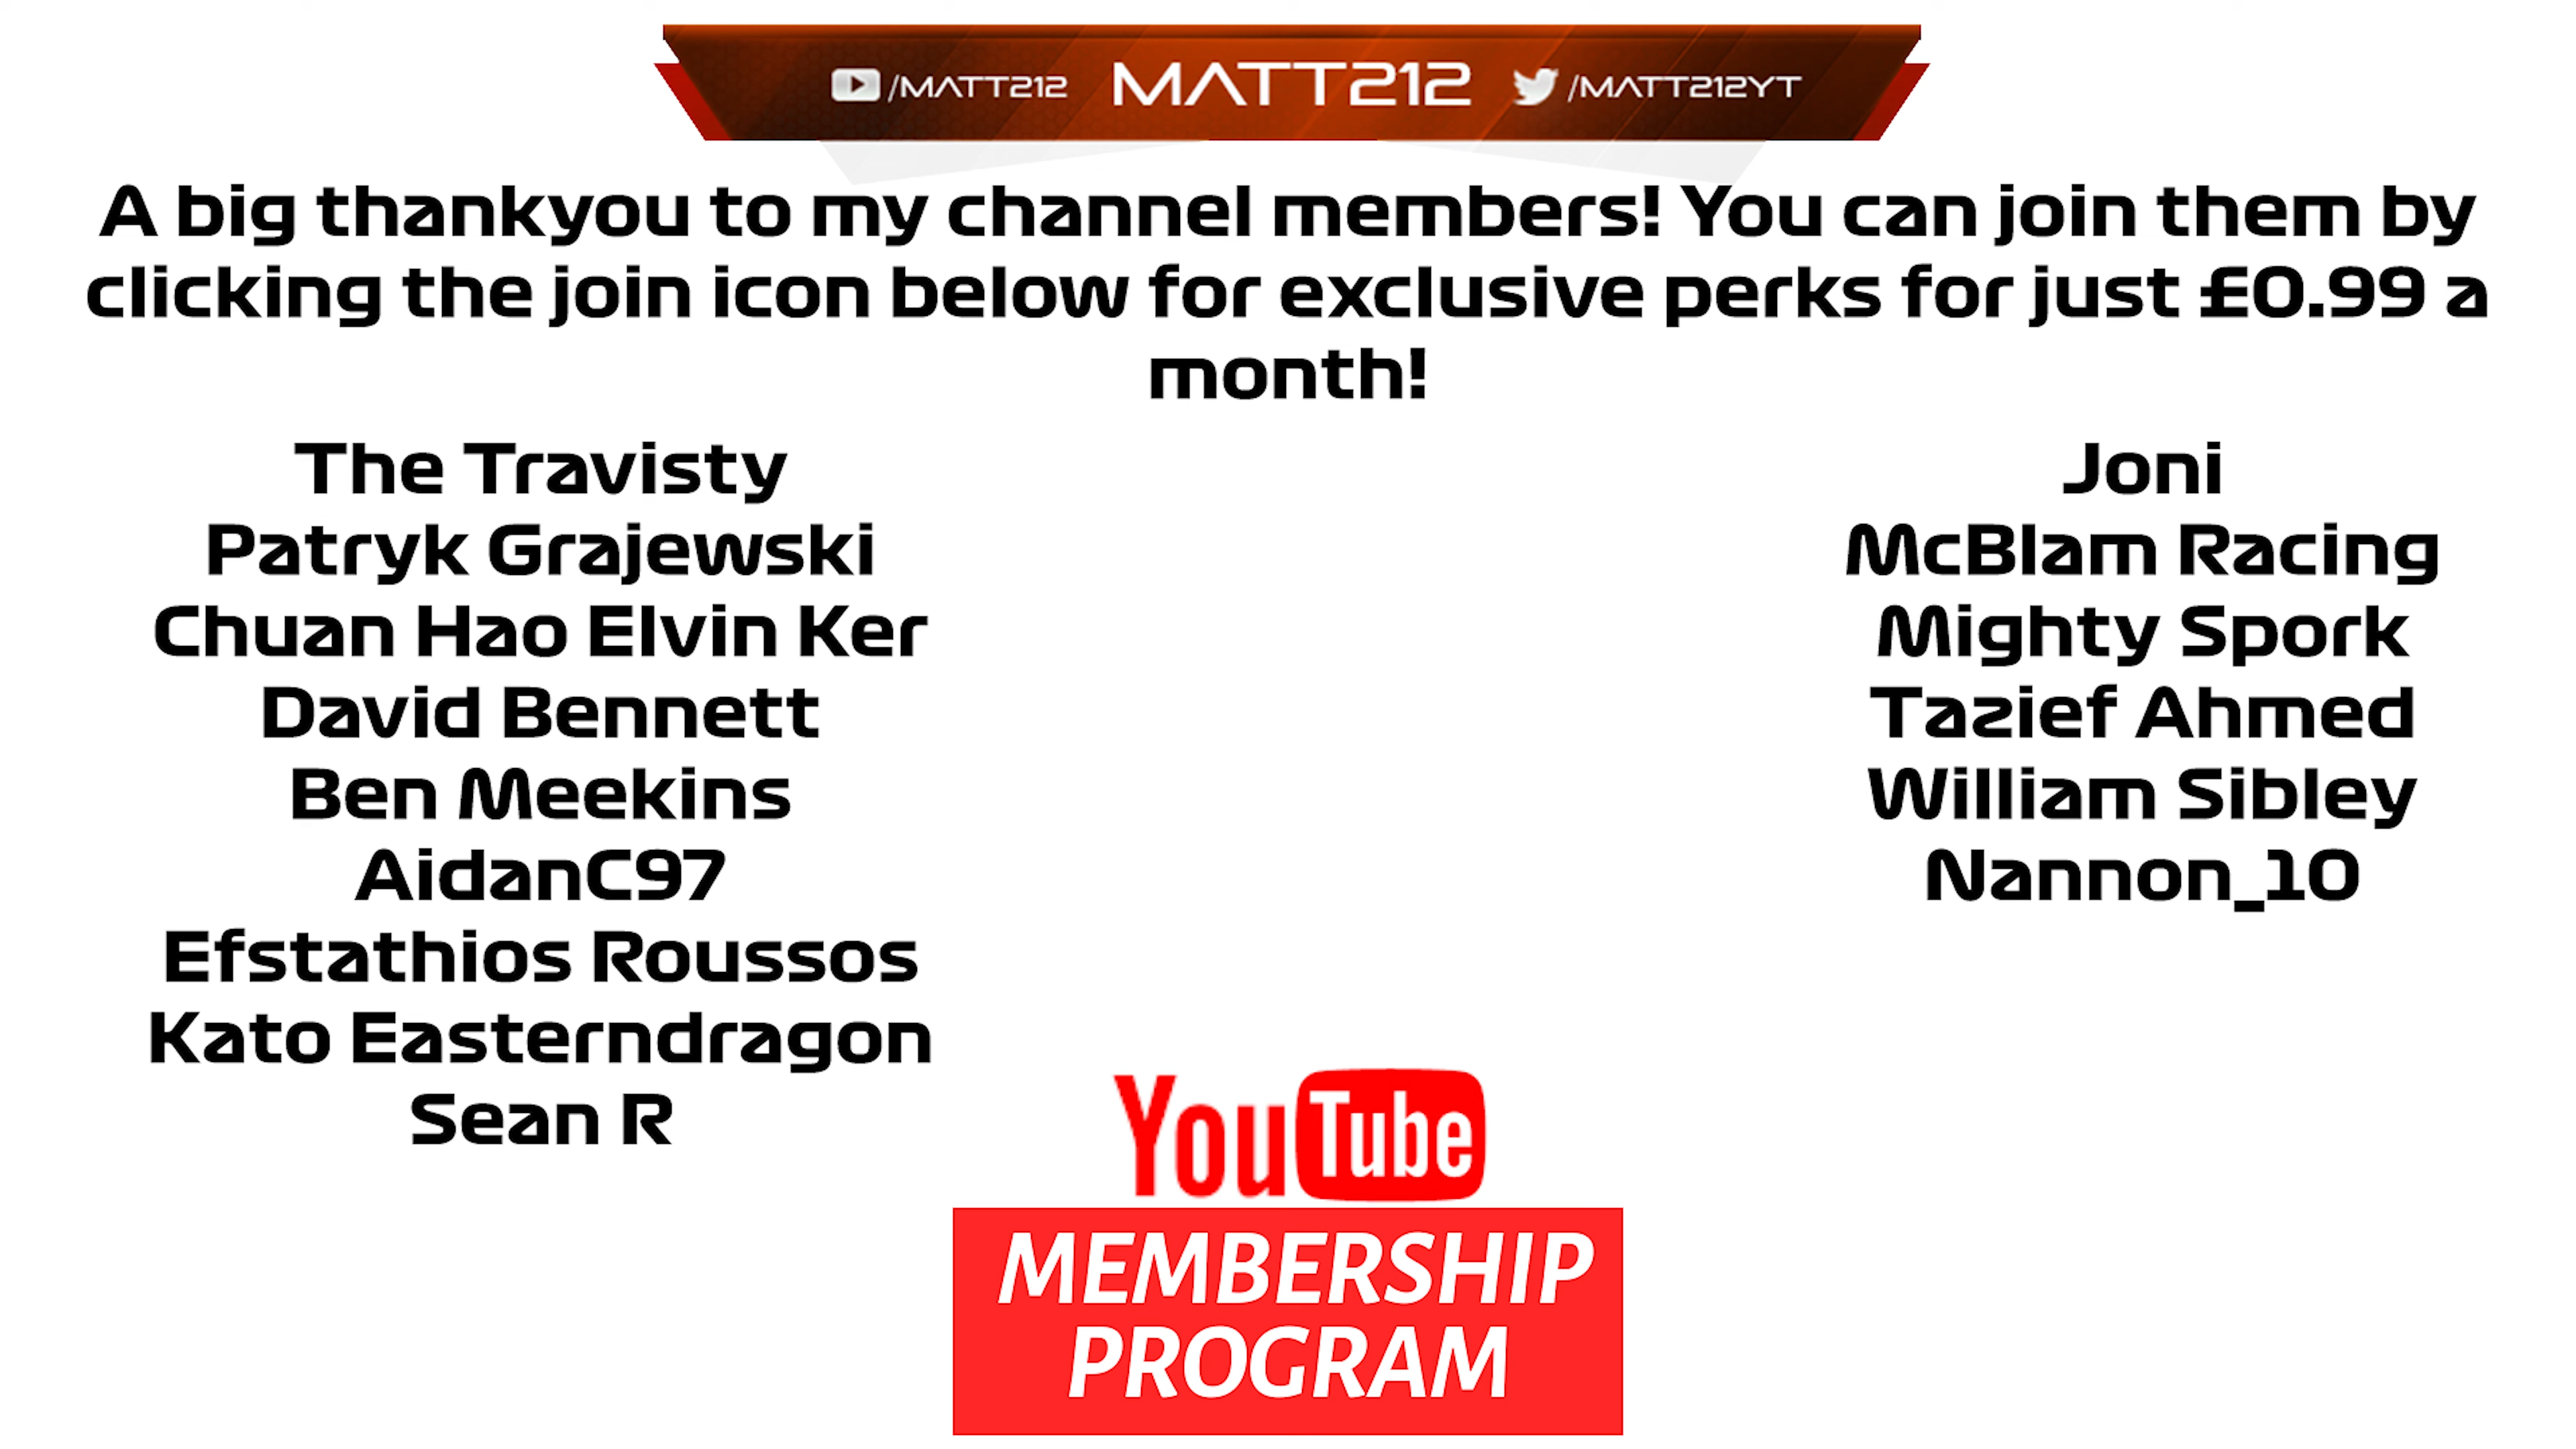 /MATT212 MATT212 /MATT212YT
A big thankyou to my channel members! You can join them by
clicking the join icon below for exclusive perks for just £0.99 a
month!
The Travisty
Patryk Grajewski
Chuan Hao Elvin Ker
David Bennett
Ben Meekins
AidanC97
Efstathios Roussos
Kato Easterndragon
Sean R
Joni
McBlam Racing
Mighty Spork
Tazief Ahmed
William Sibley
Nannon_10
YouTube
MEMBERSHIP
PROGRAM